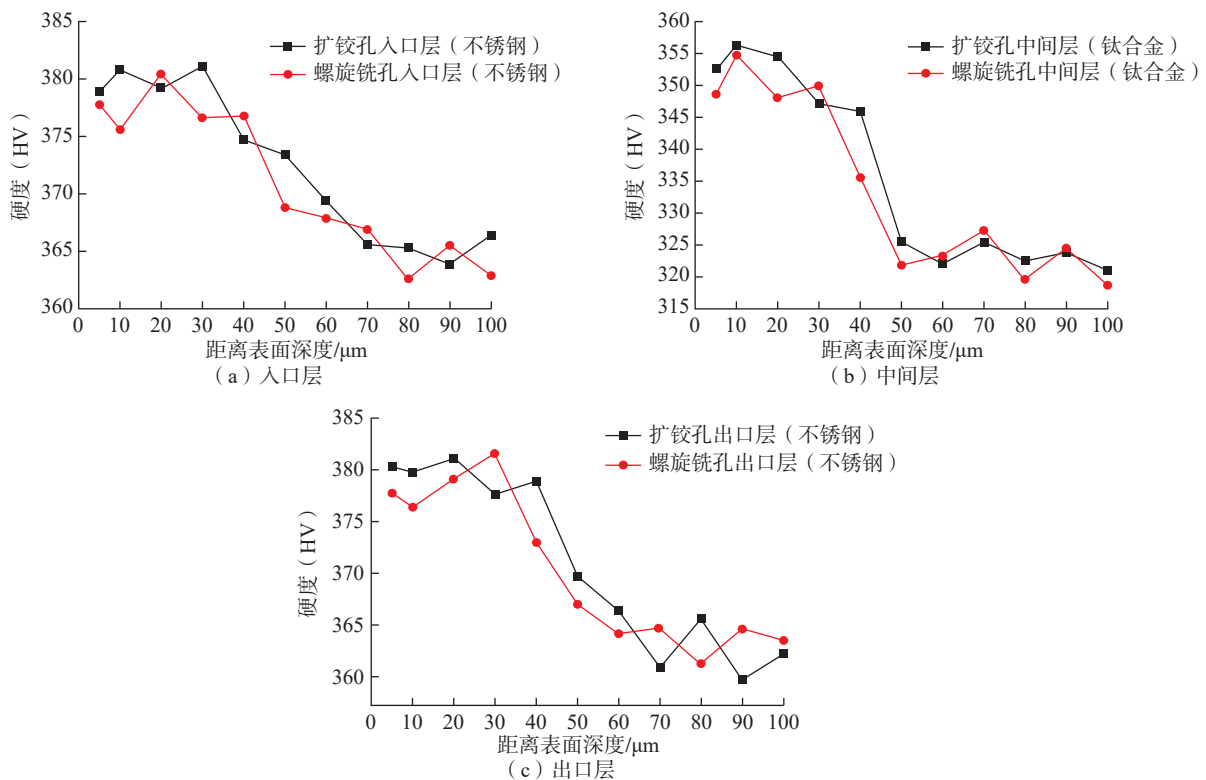 385
380
375
370
365
360
硬度（HV）
扩铰孔入口层（不锈钢）
螺旋铣孔入口层（不锈钢）
0 10 20 30 40 50 60 70 80 90 100
距离表面深度/μm
（a）入口层
360
355
350
345
340
335
330
325
320
315
硬度（HV）
扩铰孔中间层（钛合金）
螺旋铣孔中间层（钛合金）
0 10 20 30 40 50 60 70 80 90 100
距离表面深度/μm
（b）中间层
385
380
375
370
365
360
硬度（HV）
扩铰孔出口层（不锈钢）
螺旋铣孔出口层（不锈钢）
0 10 20 30 40 50 60 70 80 90 100
距离表面深度/μm
（c）出口层